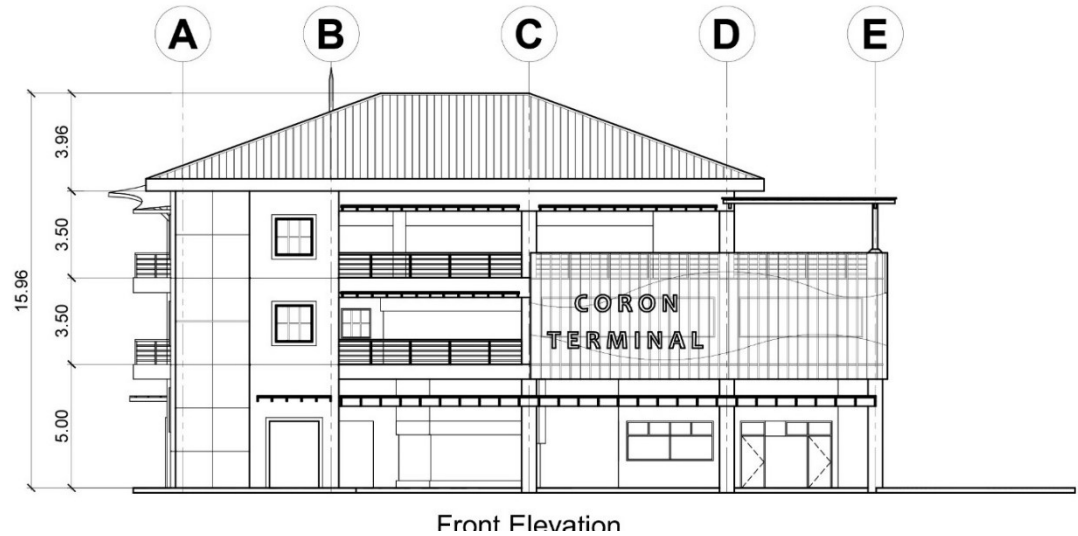 A B C D E
3.96
3.50
15.96
3.50
5.00
CORON
TERMINAL
Front Elevation